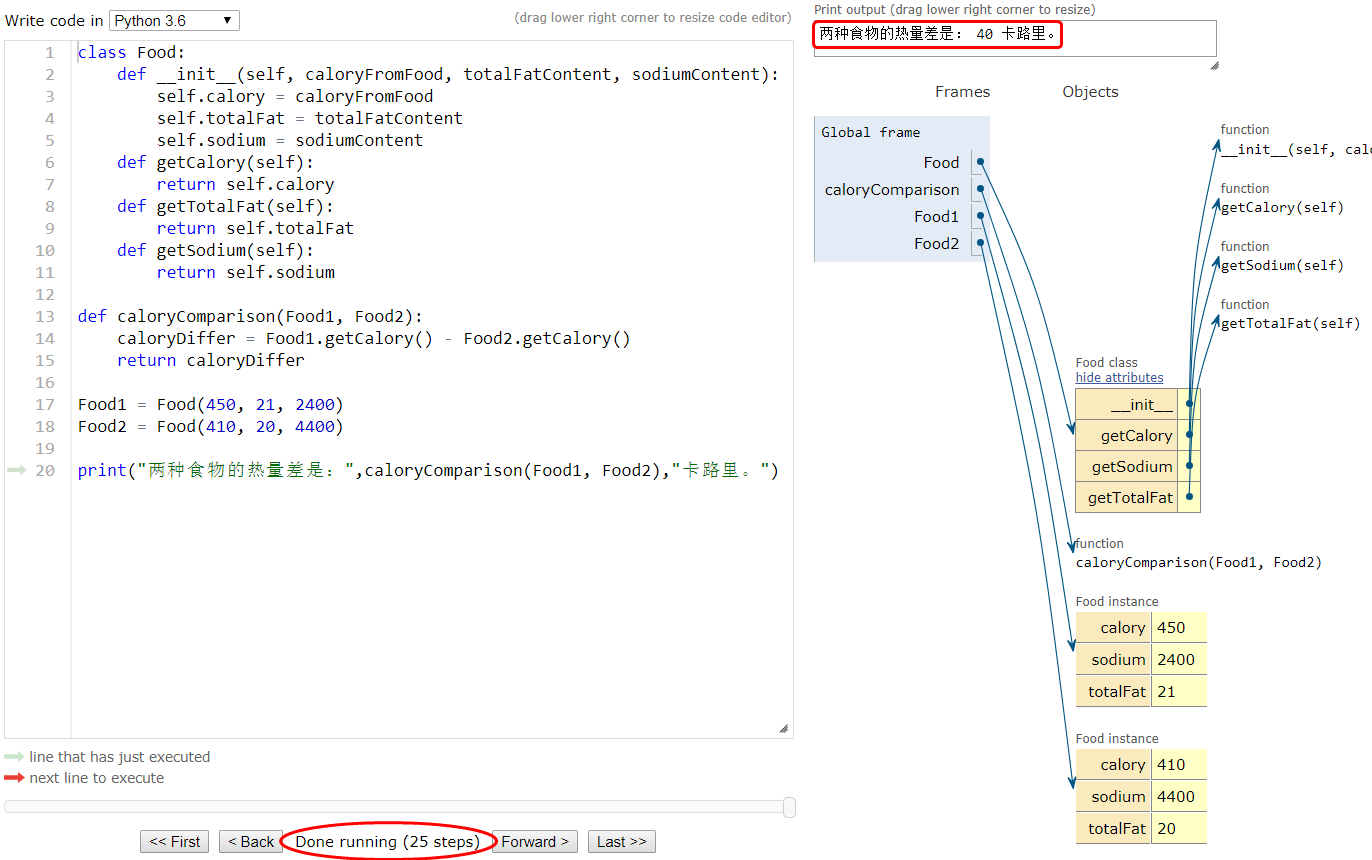 Write code in Python 3.6 ▼
(drag lower right corner to resize code editor)
1 class Food:
2     def __init__(self, caloryFromFood, totalFatContent, sodiumContent):
3         self.calory = caloryFromFood
4         self.totalFat = totalFatContent
5         self.sodium = sodiumContent
6     def getCalory(self):
7         return self.calory
8     def getTotalFat(self):
9         return self.totalFat
10     def getSodium(self):
11         return self.sodium
12
13 def caloryComparison(Food1, Food2):
14     caloryDiffer = Food1.getCalory() - Food2.getCalory()
15     return caloryDiffer
16
17 Food1 = Food(450, 21, 2400)
18 Food2 = Food(410, 20, 4400)
19
20 print("两种食物的热量差是：",caloryComparison(Food1, Food2),"卡路里。")
line that has just executed
next line to execute
<< First < Back Done running (25 steps) Forward > Last >>
Print output (drag lower right corner to resize)
两种食物的热量差是： 40 卡路里。
Frames Objects
Global frame
Food
caloryComparison
Food1
Food2
function
__init__(self, calo
function
getCalory(self)
function
getSodium(self)
function
getTotalFat(self)
Food class
hide attributes
__init__
getCalory
getSodium
getTotalFat
function
caloryComparison(Food1, Food2)
Food instance
calory 450
sodium 2400
totalFat 21
Food instance
calory 410
sodium 4400
totalFat 20